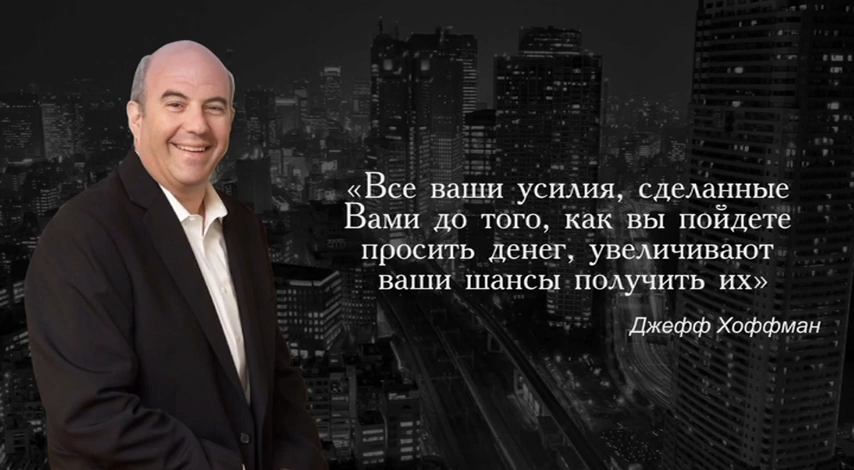 «Все ваши усилия, сделанные
Вами до того, как вы пойдете
просить денег, увеличивают
ваши шансы получить их»
Джефф Хоффман